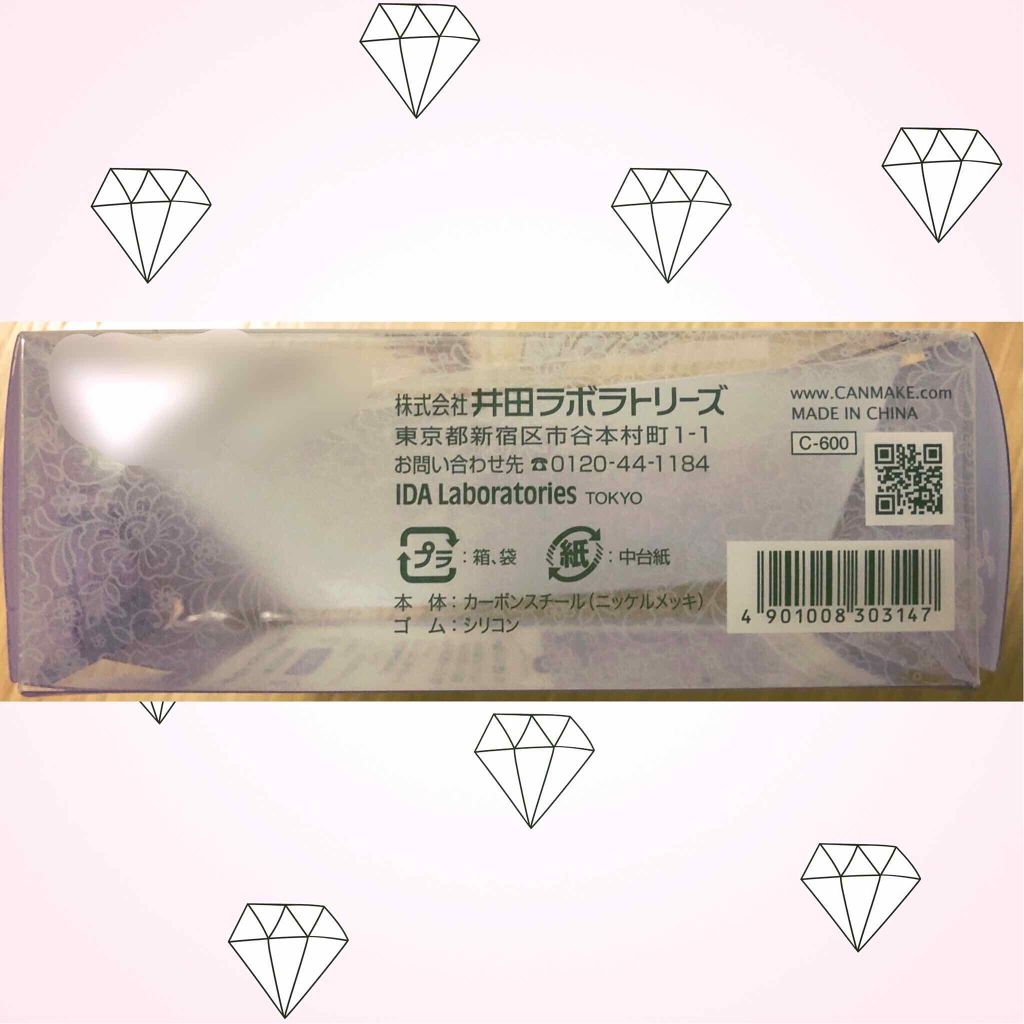 株式会社 井田ラボラトリーズ
東京都新宿区市谷本村町1-1
お問い合わせ先 ☎0120-44-1184
IDA Laboratories TOKYO
プラ : 箱、袋 紙 : 中台紙
本 体 : カーボンスチール(ニッケルメッキ)
ゴ ム : シリコン
www.CANMAKE.com
MADE IN CHINA
C-600
4 901008 303147